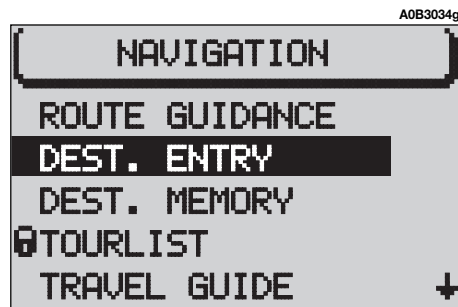 A0B3034g
NAVIGATION
ROUTE GUIDANCE
DEST. ENTRY
DEST. MEMORY
TOURLIST
TRAVEL GUIDE